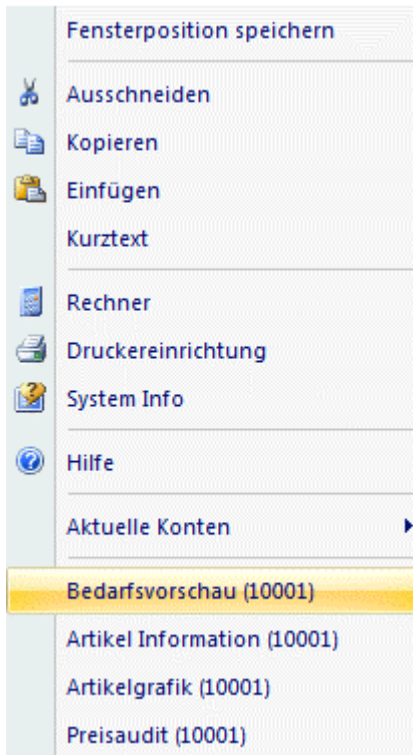 Fensterposition speichern
Ausschneiden
Kopieren
Einfügen
Kurztext
Rechner
Druckereinrichtung
System Info
Hilfe
Aktuelle Konten
Bedarfsvorschau (10001)
Artikel Information (10001)
Artikelgrafik (10001)
Preisaudit (10001)